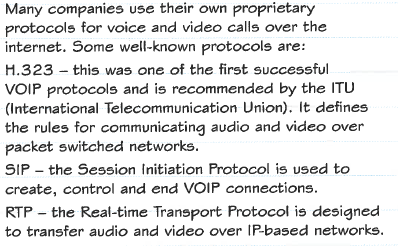 Many companies use their own proprietary
protocols for voice and video calls over the
internet. Some well-known protocols are:
H.323 – this was one of the first successful
VOIP protocols and is recommended by the ITU
(International Telecommunication Union). It defines
the rules for communicating audio and video over
packet switched networks.
SIP – the Session Initiation Protocol is used to
create, control and end VOIP connections.
RTP – the Real-time Transport Protocol is designed
to transfer audio and video over IP-based networks.